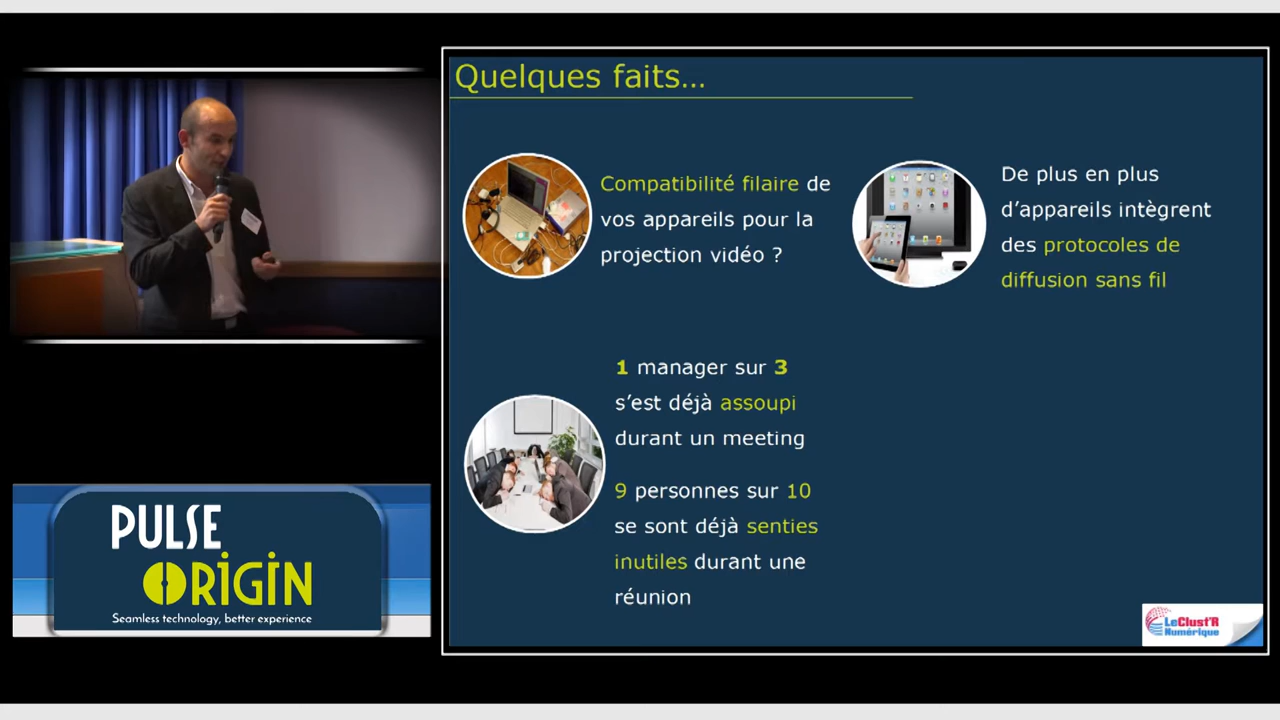 Quelques faits...
Compatibilité filaire de
vos appareils pour la
projection vidéo ?
De plus en plus
d'appareils intègrent
des protocoles de
diffusion sans fil
1 manager sur 3
s'est déjà assoupi
durant un meeting
9 personnes sur 10
se sont déjà senties
inutiles durant une
réunion
PULSE
ORiGiN
Seamless technology, better experience
LeClust'R
Numérique